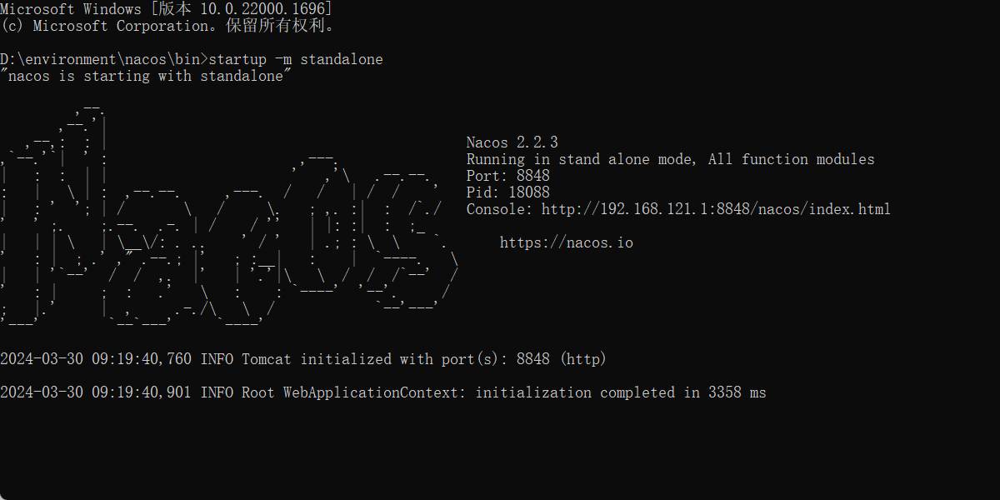 Microsoft Windows [版本 10.0.22000.1696]
(c) Microsoft Corporation。保留所有权利。
D:\environment\nacos\bin>startup -m standalone
"nacos is starting with standalone"
Nacos 2.2.3
Running in stand alone mode, All function modules
Port: 8848
Pid: 18088
Console: http://192.168.121.1:8848/nacos/index.html
https://nacos.io
2024-03-30 09:19:40,760 INFO Tomcat initialized with port(s): 8848 (http)
2024-03-30 09:19:40,901 INFO Root WebApplicationContext: initialization completed in 3358 ms